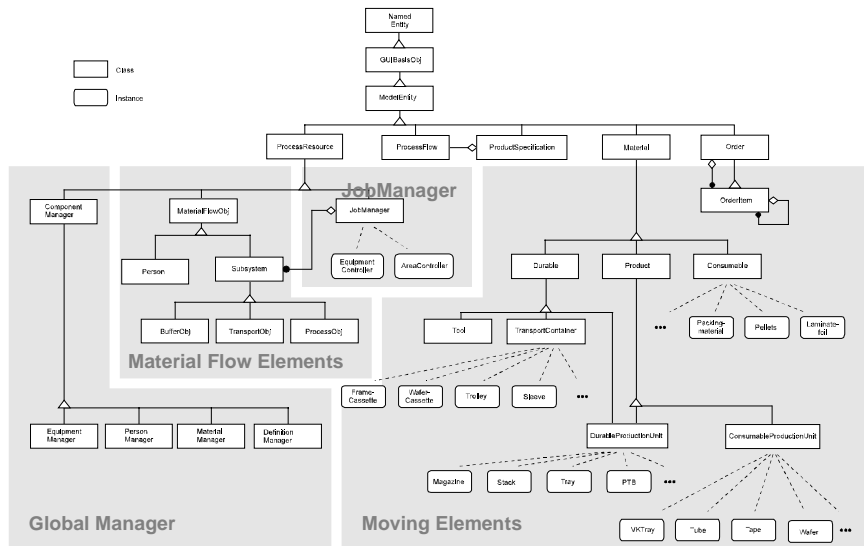 Named
Entity
GUIBasisObj
ModelEntity
Class
Instance
ProcessResource
ProcessFlow
ProductSpecification
Material
Order
JobManager
Component
Manager
MaterialFlowObj
JobManager
OrderItem
Person
Subsystem
Equipment
Controller
AreaController
Durable
Product
Consumable
BufferObj
TransportObj
ProcessObj
Tool
TransportContainer
•••
Packing-
material
Pellets
Laminate-
foil
Material Flow Elements
Frame-
Cassette
Wafer-
Cassette
Trolley
Sleeve
•••
Equipment
Manager
Person
Manager
Material
Manager
Definition
Manager
DurableProductionUnit
ConsumableProductionUnit
Magazine
Stack
Tray
PTB
•••
Global Manager
Moving Elements
VKTray
Tube
Tape
Wafer
•••